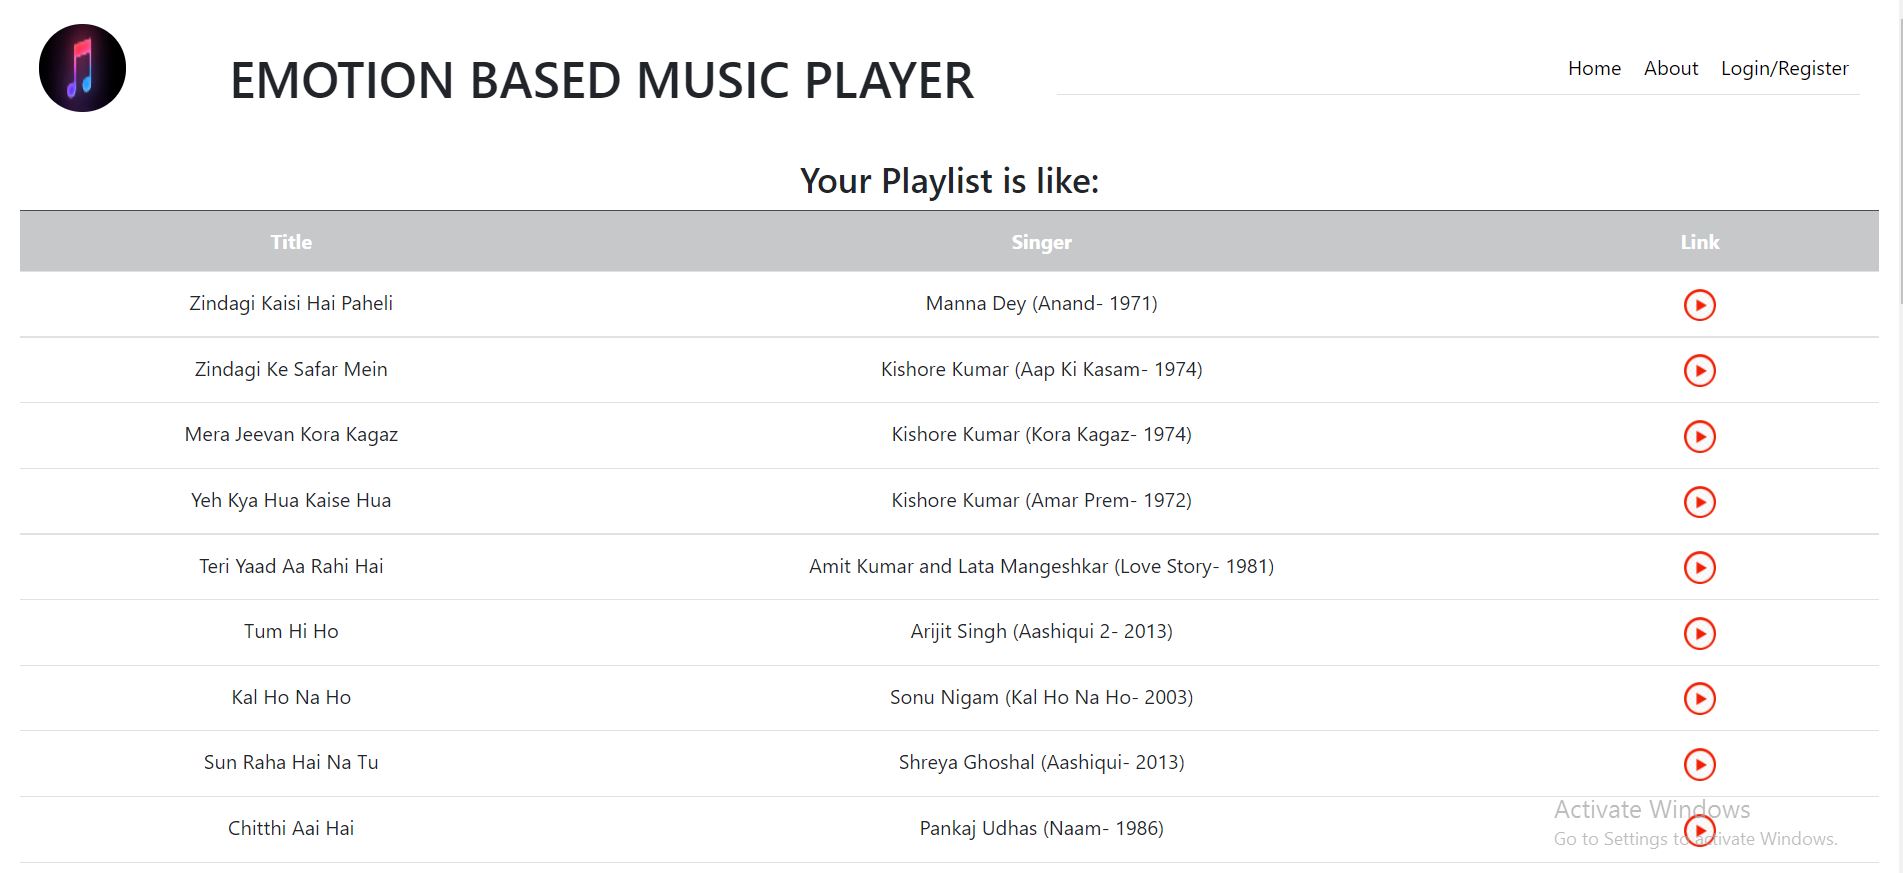 EMOTION BASED MUSIC PLAYER
Home About Login/Register
Your Playlist is like:
Title Singer Link
Zindagi Kaisi Hai Paheli Manna Dey (Anand- 1971)
Zindagi Ke Safar Mein Kishore Kumar (Aap Ki Kasam- 1974)
Mera Jeevan Kora Kagaz Kishore Kumar (Kora Kagaz- 1974)
Yeh Kya Hua Kaise Hua Kishore Kumar (Amar Prem- 1972)
Teri Yaad Aa Rahi Hai Amit Kumar and Lata Mangeshkar (Love Story- 1981)
Tum Hi Ho Arijit Singh (Aashiqui 2- 2013)
Kal Ho Na Ho Sonu Nigam (Kal Ho Na Ho- 2003)
Sun Raha Hai Na Tu Shreya Ghoshal (Aashiqui- 2013)
Chitthi Aai Hai Pankaj Udhas (Naam- 1986)
Activate Windows
Go to Settings to activate Windows.